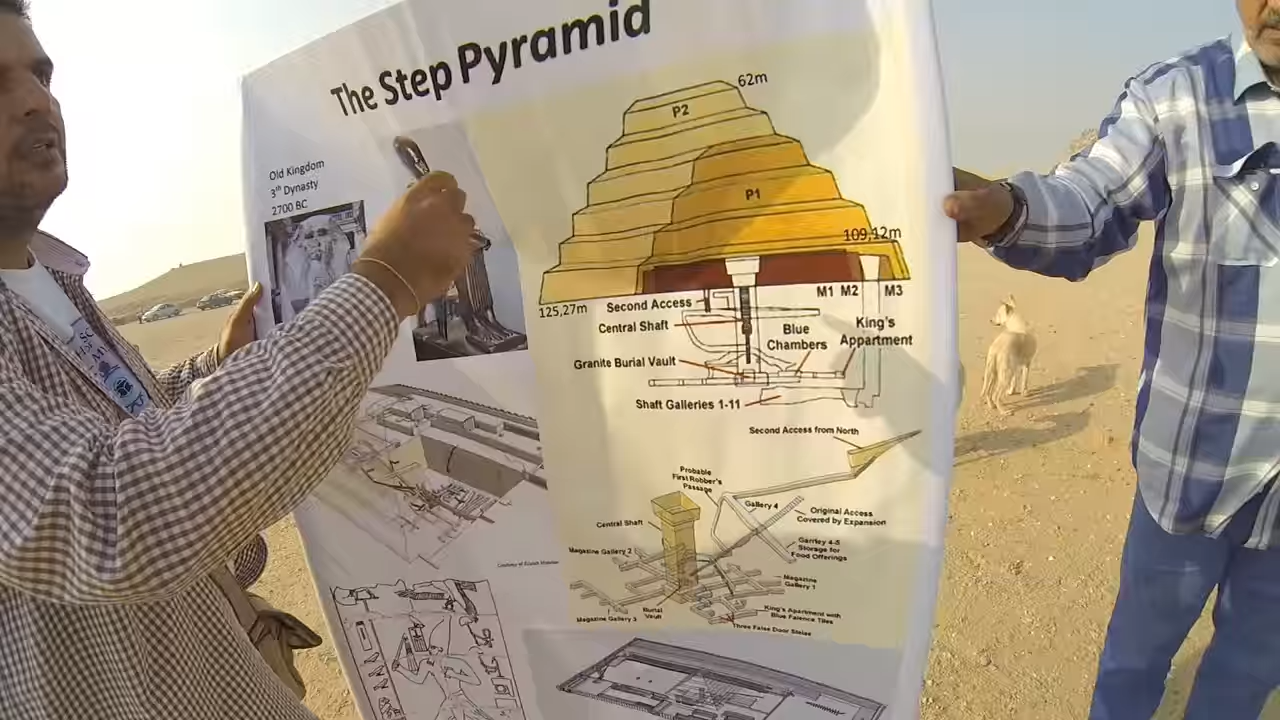 The Step Pyramid
Old Kingdom
3rd Dynasty
2700 BC
62m
P2
P1
109,12m
125,27m
M1 M2 M3
Second Access
Central Shaft
Blue
Chambers
King's
Appartment
Granite Burial Vault
Shaft Galleries 1-11
Second Access from North
Probable
First Robber's
Passage
Gallery 4
Original Access
Covered by Expansion
Central Shaft
Garrley 4-5
Storage for
Food Offerings
Magazine Gallery 2
Magazine
Gallery 1
Magazine Gallery 3
Burial
Vault
King's Apartment with
Blue Faience Tiles
Three False Door Stelae